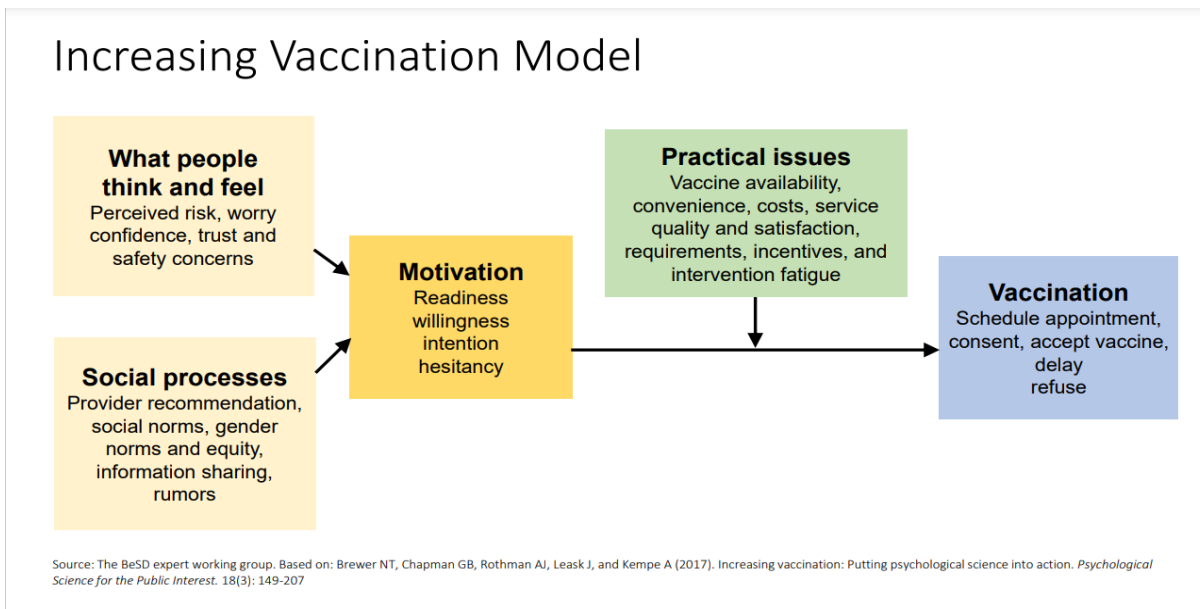 Increasing Vaccination Model
What people
think and feel
Perceived risk, worry
confidence, trust and
safety concerns
Social processes
Provider recommendation,
social norms, gender
norms and equity,
information sharing,
rumors
Motivation
Readiness
willingness
intention
hesitancy
Practical issues
Vaccine availability,
convenience, costs, service
quality and satisfaction,
requirements, incentives, and
intervention fatigue
Vaccination
Schedule appointment,
consent, accept vaccine,
delay
refuse
Source: The BeSD expert working group. Based on: Brewer NT, Chapman GB, Rothman AJ, Leask J, and Kempe A (2017). Increasing vaccination: Putting psychological science into action. Psychological
Science for the Public Interest. 18(3): 149-207